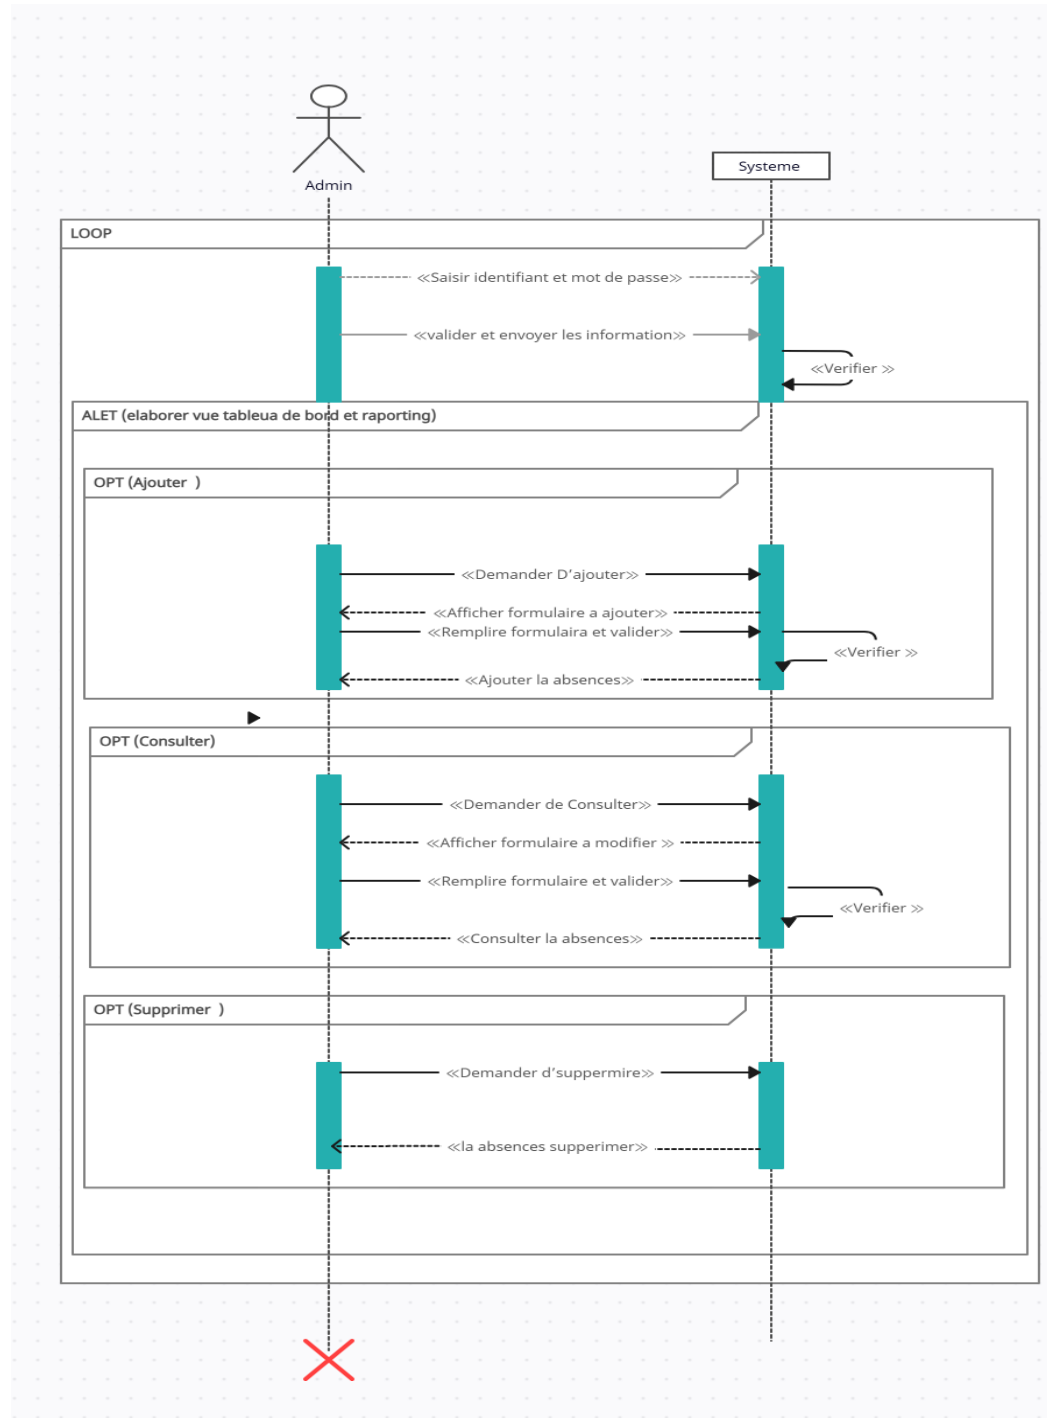 Admin
Systeme
LOOP
≪Saisir identifiant et mot de passe≫
≪valider et envoyer les information≫
≪Verifier ≫
ALET (elaborer vue tableua de bord et raporting)
OPT (Ajouter )
≪Demander D'ajouter≫
≪Afficher formulaire a ajouter≫
≪Remplire formulaira et valider≫
≪Verifier ≫
≪Ajouter la absences≫
OPT (Consulter)
≪Demander de Consulter≫
≪Afficher formulaire a modifier ≫
≪Remplire formulaire et valider≫
≪Verifier ≫
≪Consulter la absences≫
OPT (Supprimer )
≪Demander d'suppermire≫
≪la absences supperimer≫